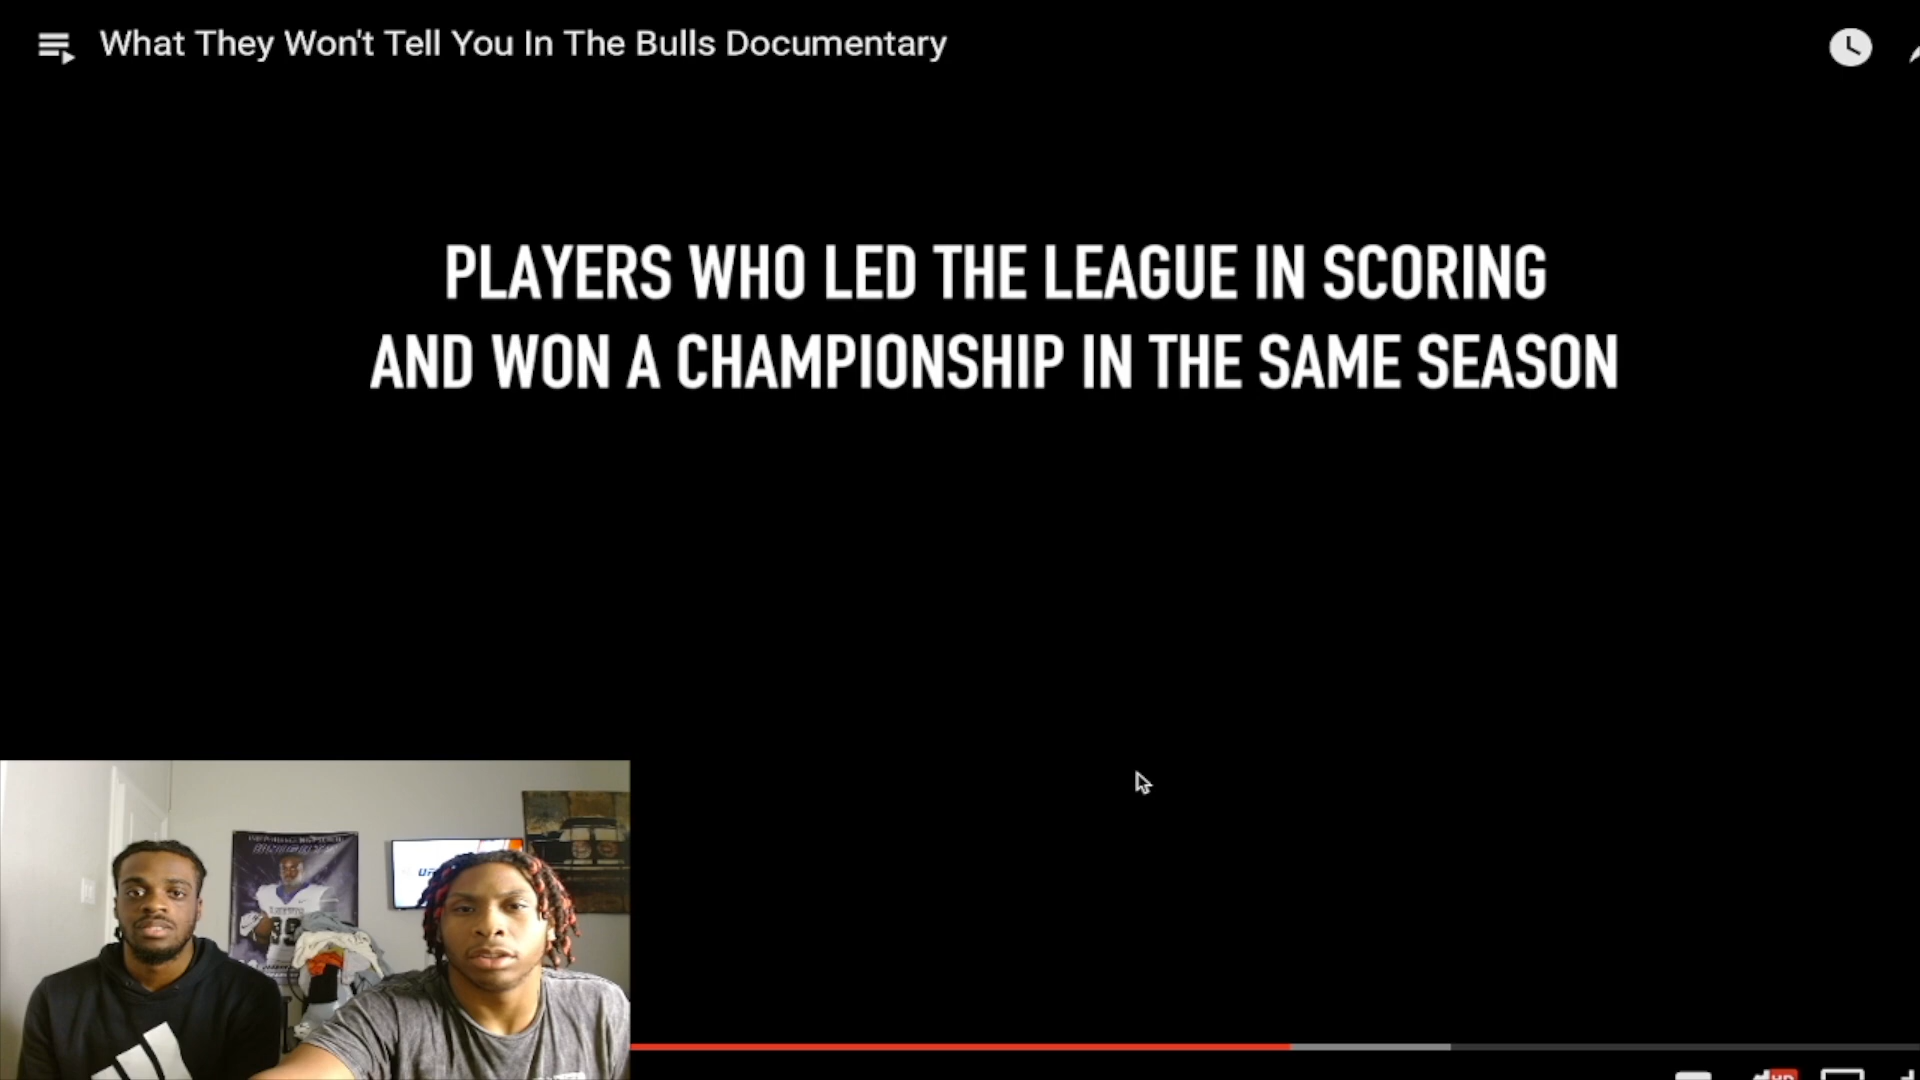 What They Won't Tell You In The Bulls Documentary
PLAYERS WHO LED THE LEAGUE IN SCORING
AND WON A CHAMPIONSHIP IN THE SAME SEASON
HD